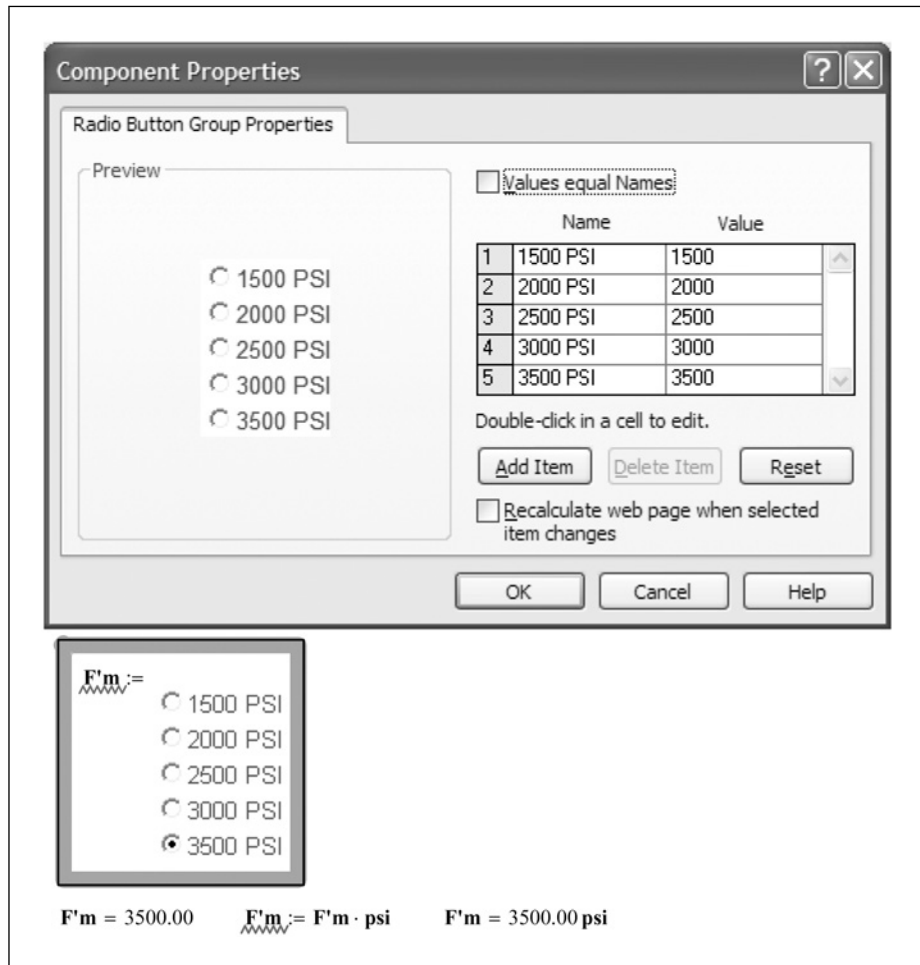 Component Properties
Radio Button Group Properties
Preview
1500 PSI
2000 PSI
2500 PSI
3000 PSI
3500 PSI
Values equal Names
Name Value
1 1500 PSI 1500
2 2000 PSI 2000
3 2500 PSI 2500
4 3000 PSI 3000
5 3500 PSI 3500
Double-click in a cell to edit.
Add Item Delete Item Reset
Recalculate web page when selected
item changes
OK Cancel Help
F'm :=
1500 PSI
2000 PSI
2500 PSI
3000 PSI
3500 PSI
F'm = 3500.00 F'm := F'm · psi F'm = 3500.00 psi